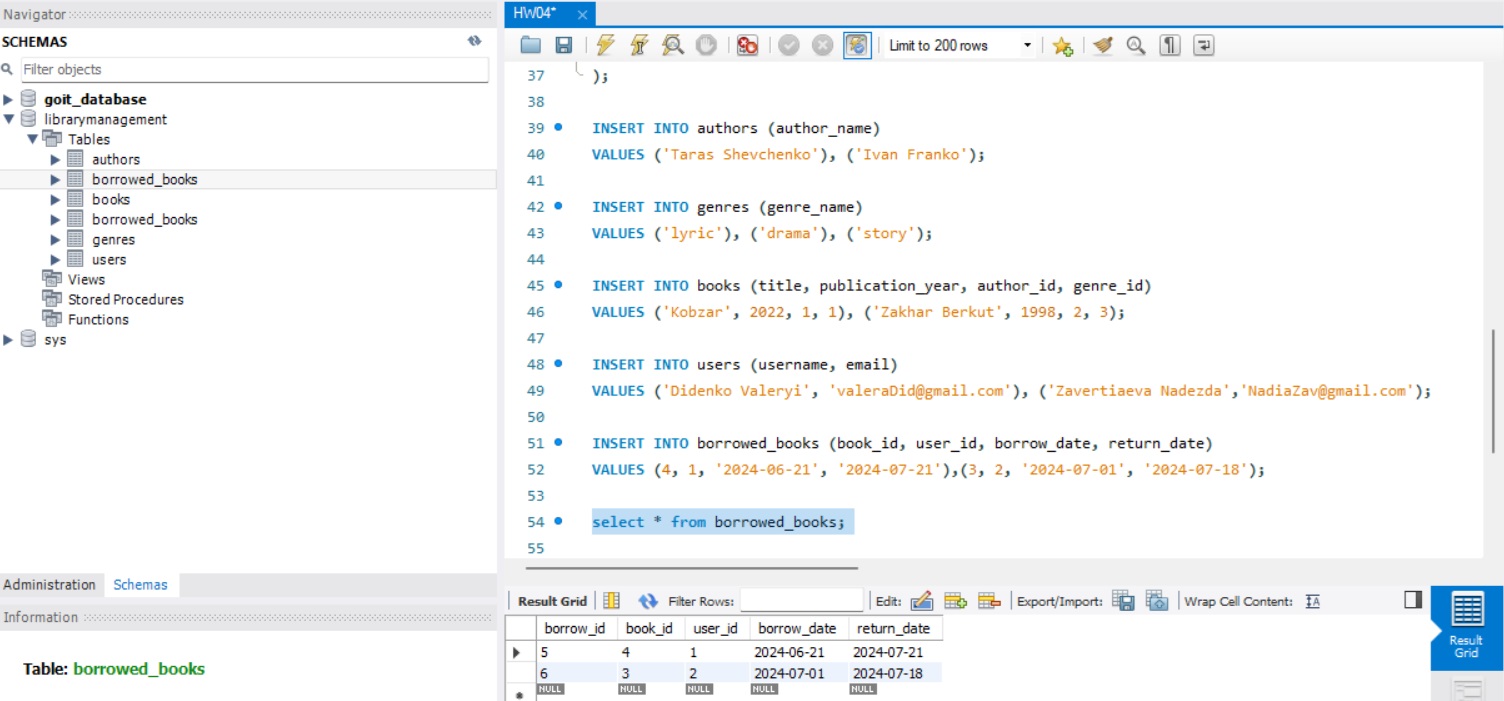 Navigator
SCHEMAS
Filter objects
goit_database
librarymanagement
Tables
authors
borrowed_books
books
borrowed_books
genres
users
Views
Stored Procedures
Functions
sys
Administration Schemas
Information
Table: borrowed_books
HW04*
Limit to 200 rows
37 );
38
39 INSERT INTO authors (author_name)
40 VALUES ('Taras Shevchenko'), ('Ivan Franko');
41
42 INSERT INTO genres (genre_name)
43 VALUES ('lyric'), ('drama'), ('story');
44
45 INSERT INTO books (title, publication_year, author_id, genre_id)
46 VALUES ('Kobzar', 2022, 1, 1), ('Zakhar Berkut', 1998, 2, 3);
47
48 INSERT INTO users (username, email)
49 VALUES ('Didenko Valeryi', 'valeraDid@gmail.com'), ('Zavertiaeva Nadezda','NadiaZav@gmail.com');
50
51 INSERT INTO borrowed_books (book_id, user_id, borrow_date, return_date)
52 VALUES (4, 1, '2024-06-21', '2024-07-21'),(3, 2, '2024-07-01', '2024-07-18');
53
54 select * from borrowed_books;
55
Result Grid Filter Rows: Edit: Export/Import: Wrap Cell Content: IA
borrow_id book_id user_id borrow_date return_date
5 4 1 2024-06-21 2024-07-21
6 3 2 2024-07-01 2024-07-18
NULL NULL NULL NULL NULL
Result
Grid